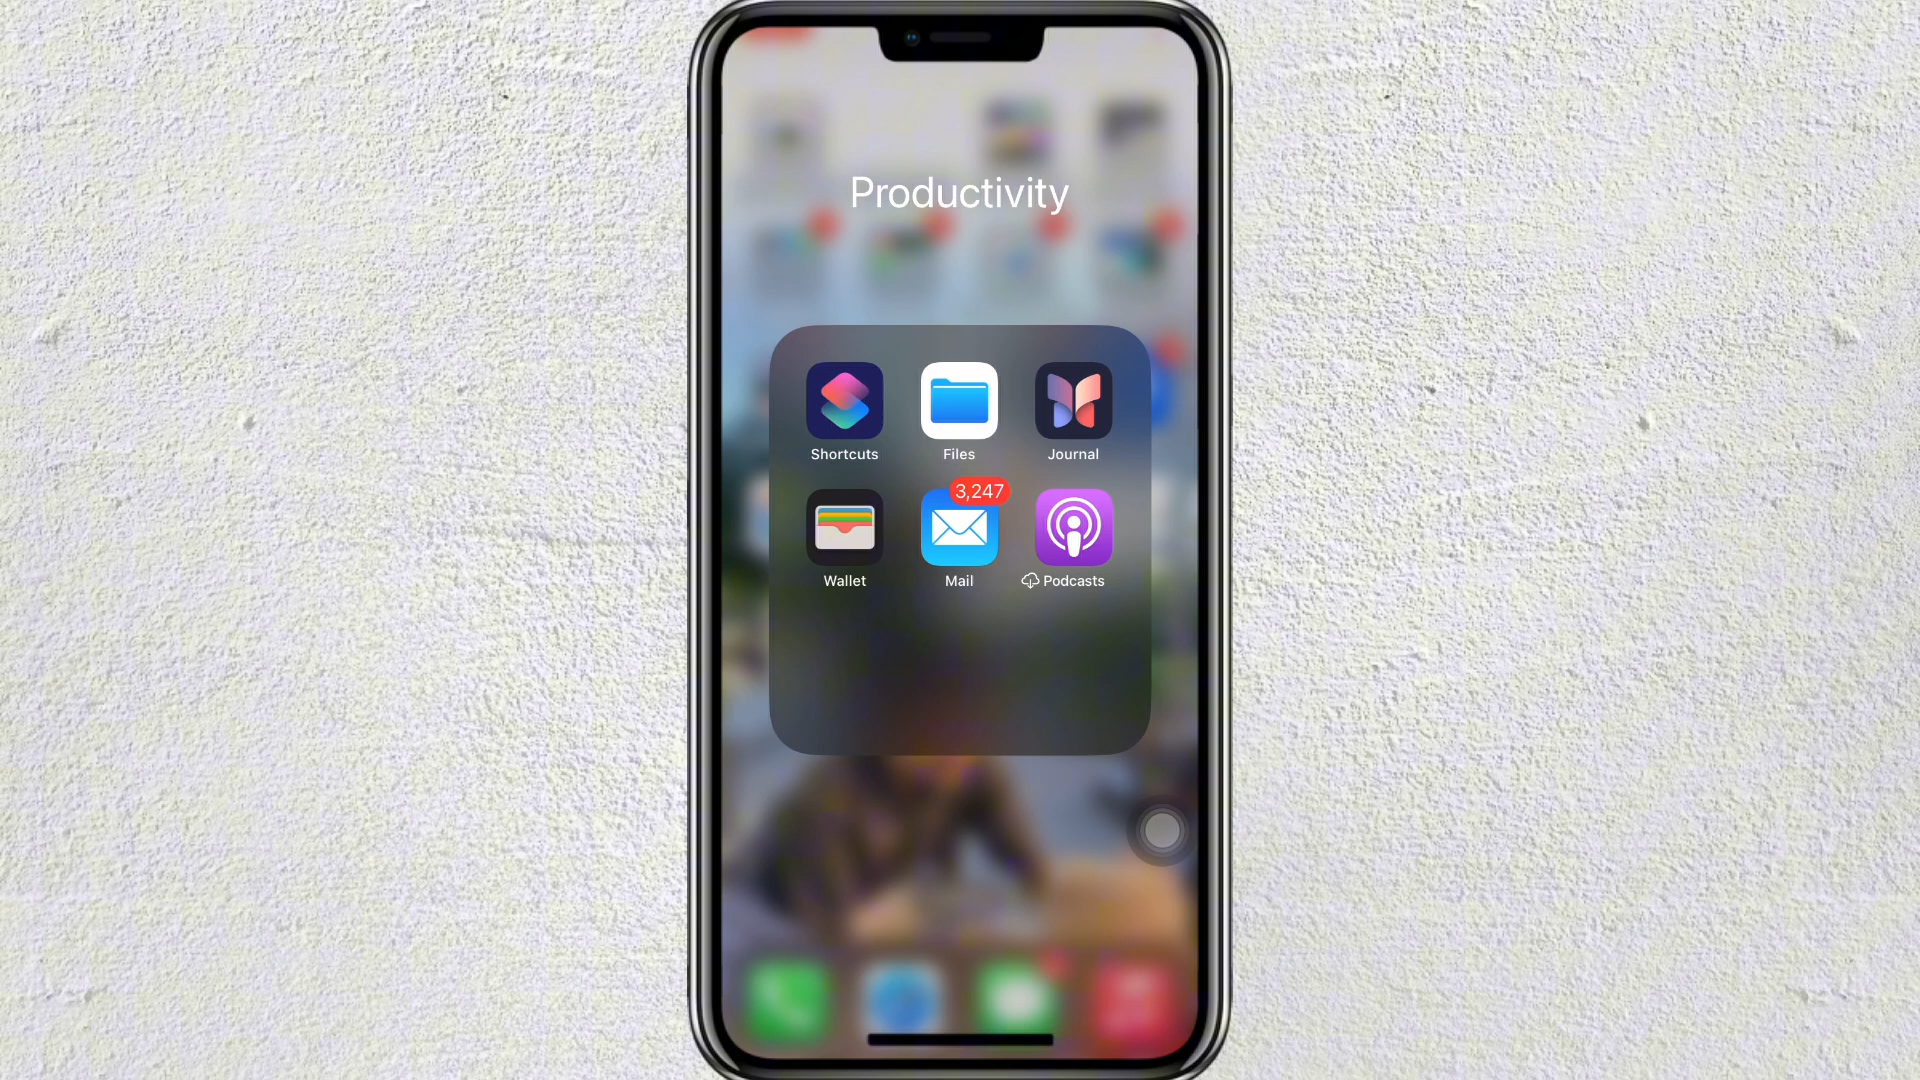 Productivity
Shortcuts
Files
Journal
3,247
Wallet
Mail
Podcasts